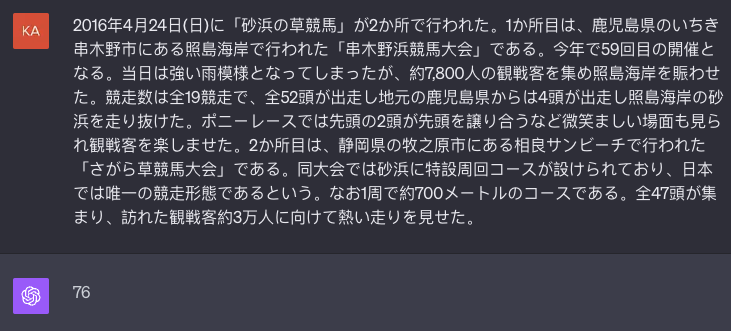 KA
2016年4月24日(日)に「砂浜の草競馬」が2か所で行われた。1か所目は、鹿児島県のいちき
串木野市にある照島海岸で行われた「串木野浜競馬大会」である。今年で59回目の開催と
なる。当日は強い雨模様となってしまったが、約7,800人の観戦客を集め照島海岸を賑わせ
た。競走数は全19競走で、全52頭が出走し地元の鹿児島県からは4頭が出走し照島海岸の砂
浜を走り抜けた。ポニーレースでは先頭の2頭が先頭を譲り合うなど微笑ましい場面も見ら
れ観戦客を楽しませた。2か所目は、静岡県の牧之原市にある相良サンビーチで行われた
「さがら草競馬大会」である。同大会では砂浜に特設周回コースが設けられており、日本
では唯一の競走形態であるという。なお1周で約700メートルのコースである。全47頭が集
まり、訪れた観戦客約3万人に向けて熱い走りを見せた。
76